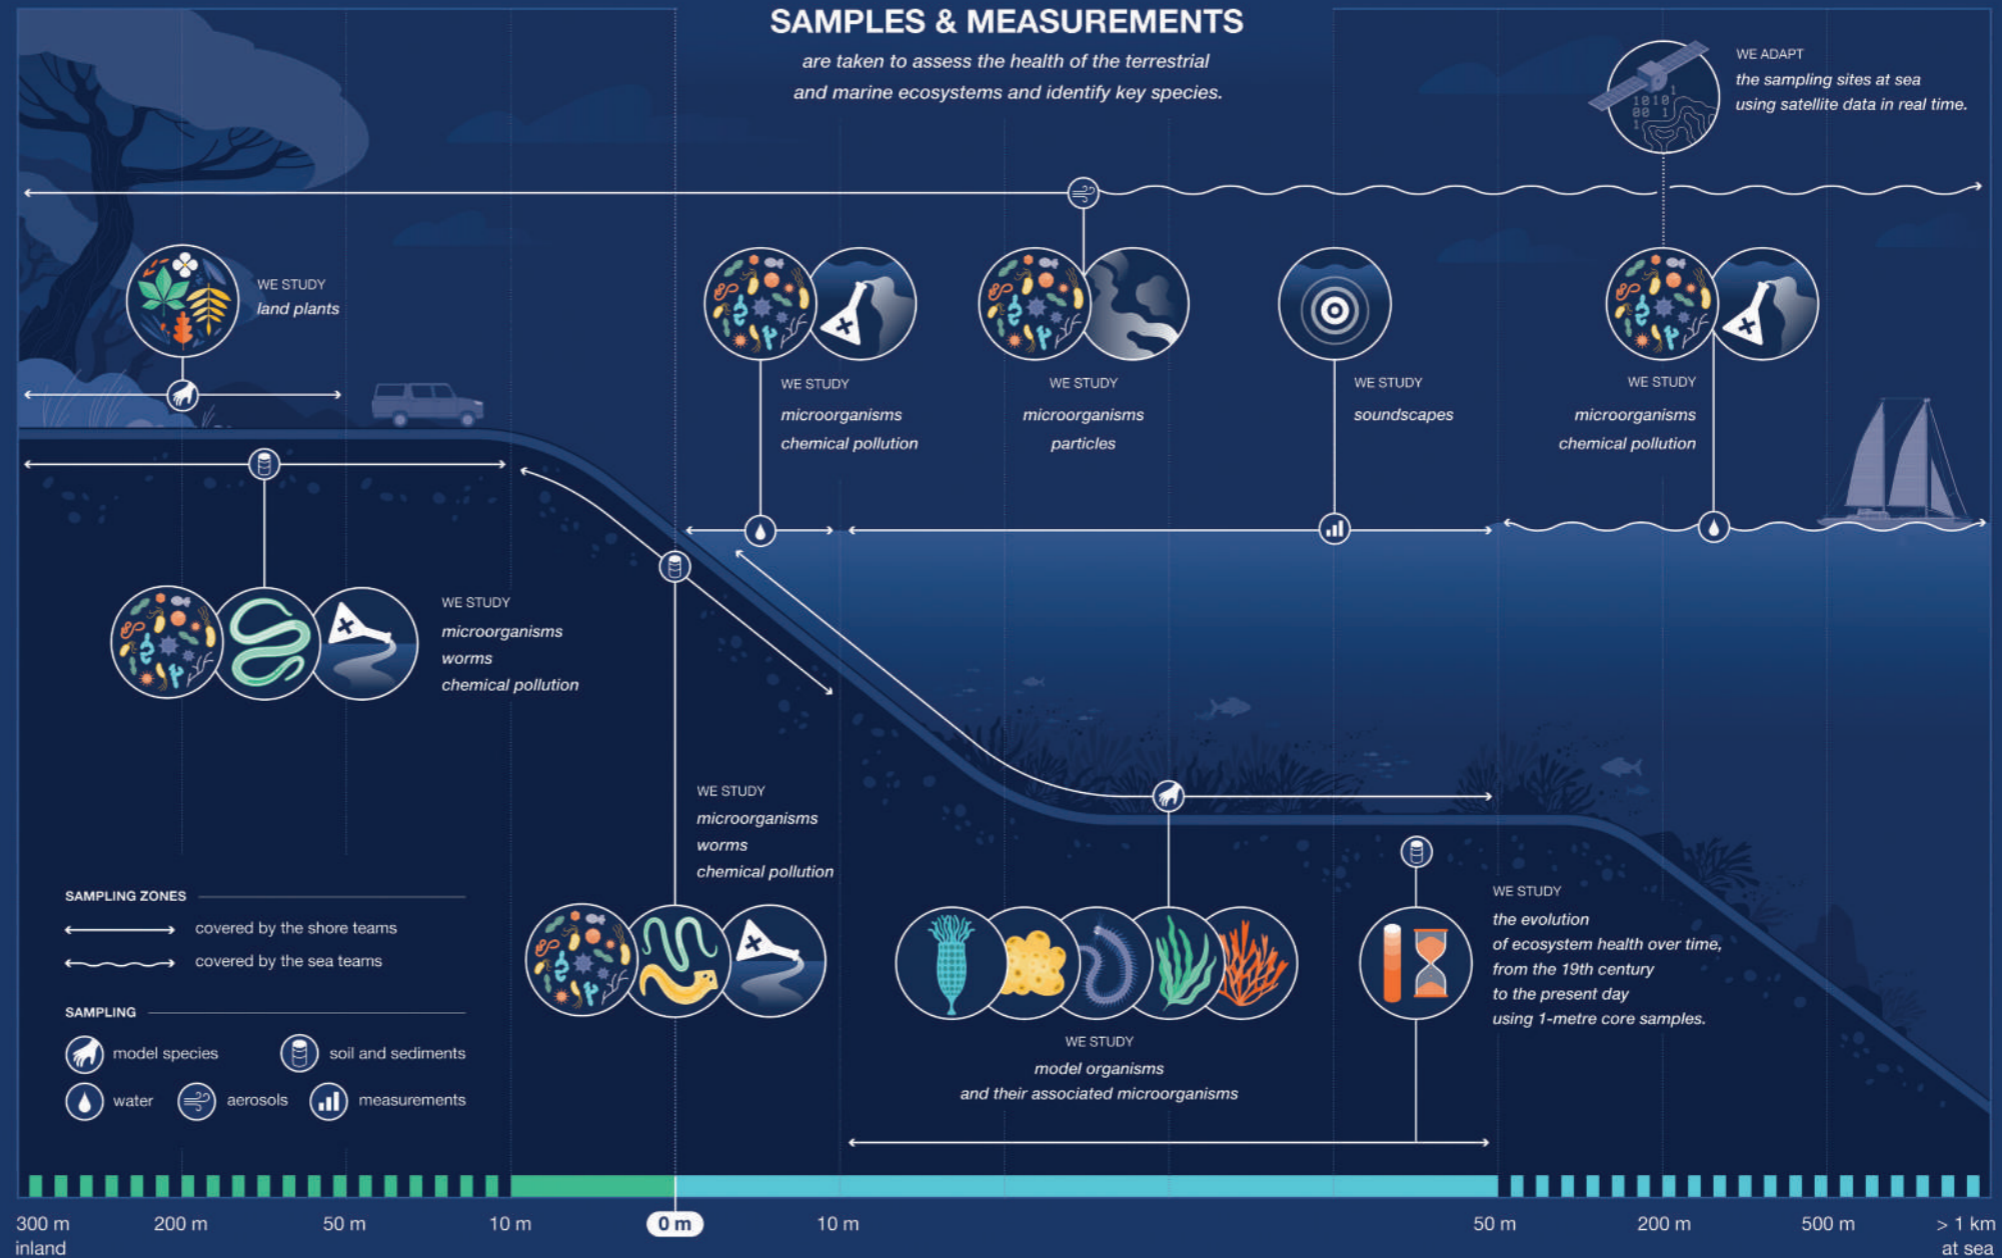 SAMPLES & MEASUREMENTS
are taken to assess the health of the terrestrial
and marine ecosystems and identify key species.
WE ADAPT
the sampling sites at sea
using satellite data in real time.
1010 1
00 1
1
WE STUDY
land plants
WE STUDY
microorganisms
chemical pollution
WE STUDY
microorganisms
particles
WE STUDY
soundscapes
WE STUDY
microorganisms
chemical pollution
WE STUDY
microorganisms
worms
chemical pollution
WE STUDY
microorganisms
worms
chemical pollution
WE STUDY
model organisms
and their associated microorganisms
WE STUDY
the evolution
of ecosystem health over time,
from the 19th century
to the present day
using 1-metre core samples.
SAMPLING ZONES
covered by the shore teams
covered by the sea teams
SAMPLING
model species
soil and sediments
water
aerosols
measurements
300 m
inland
200 m
50 m
10 m
0 m
10 m
50 m
200 m
500 m
> 1 km
at sea